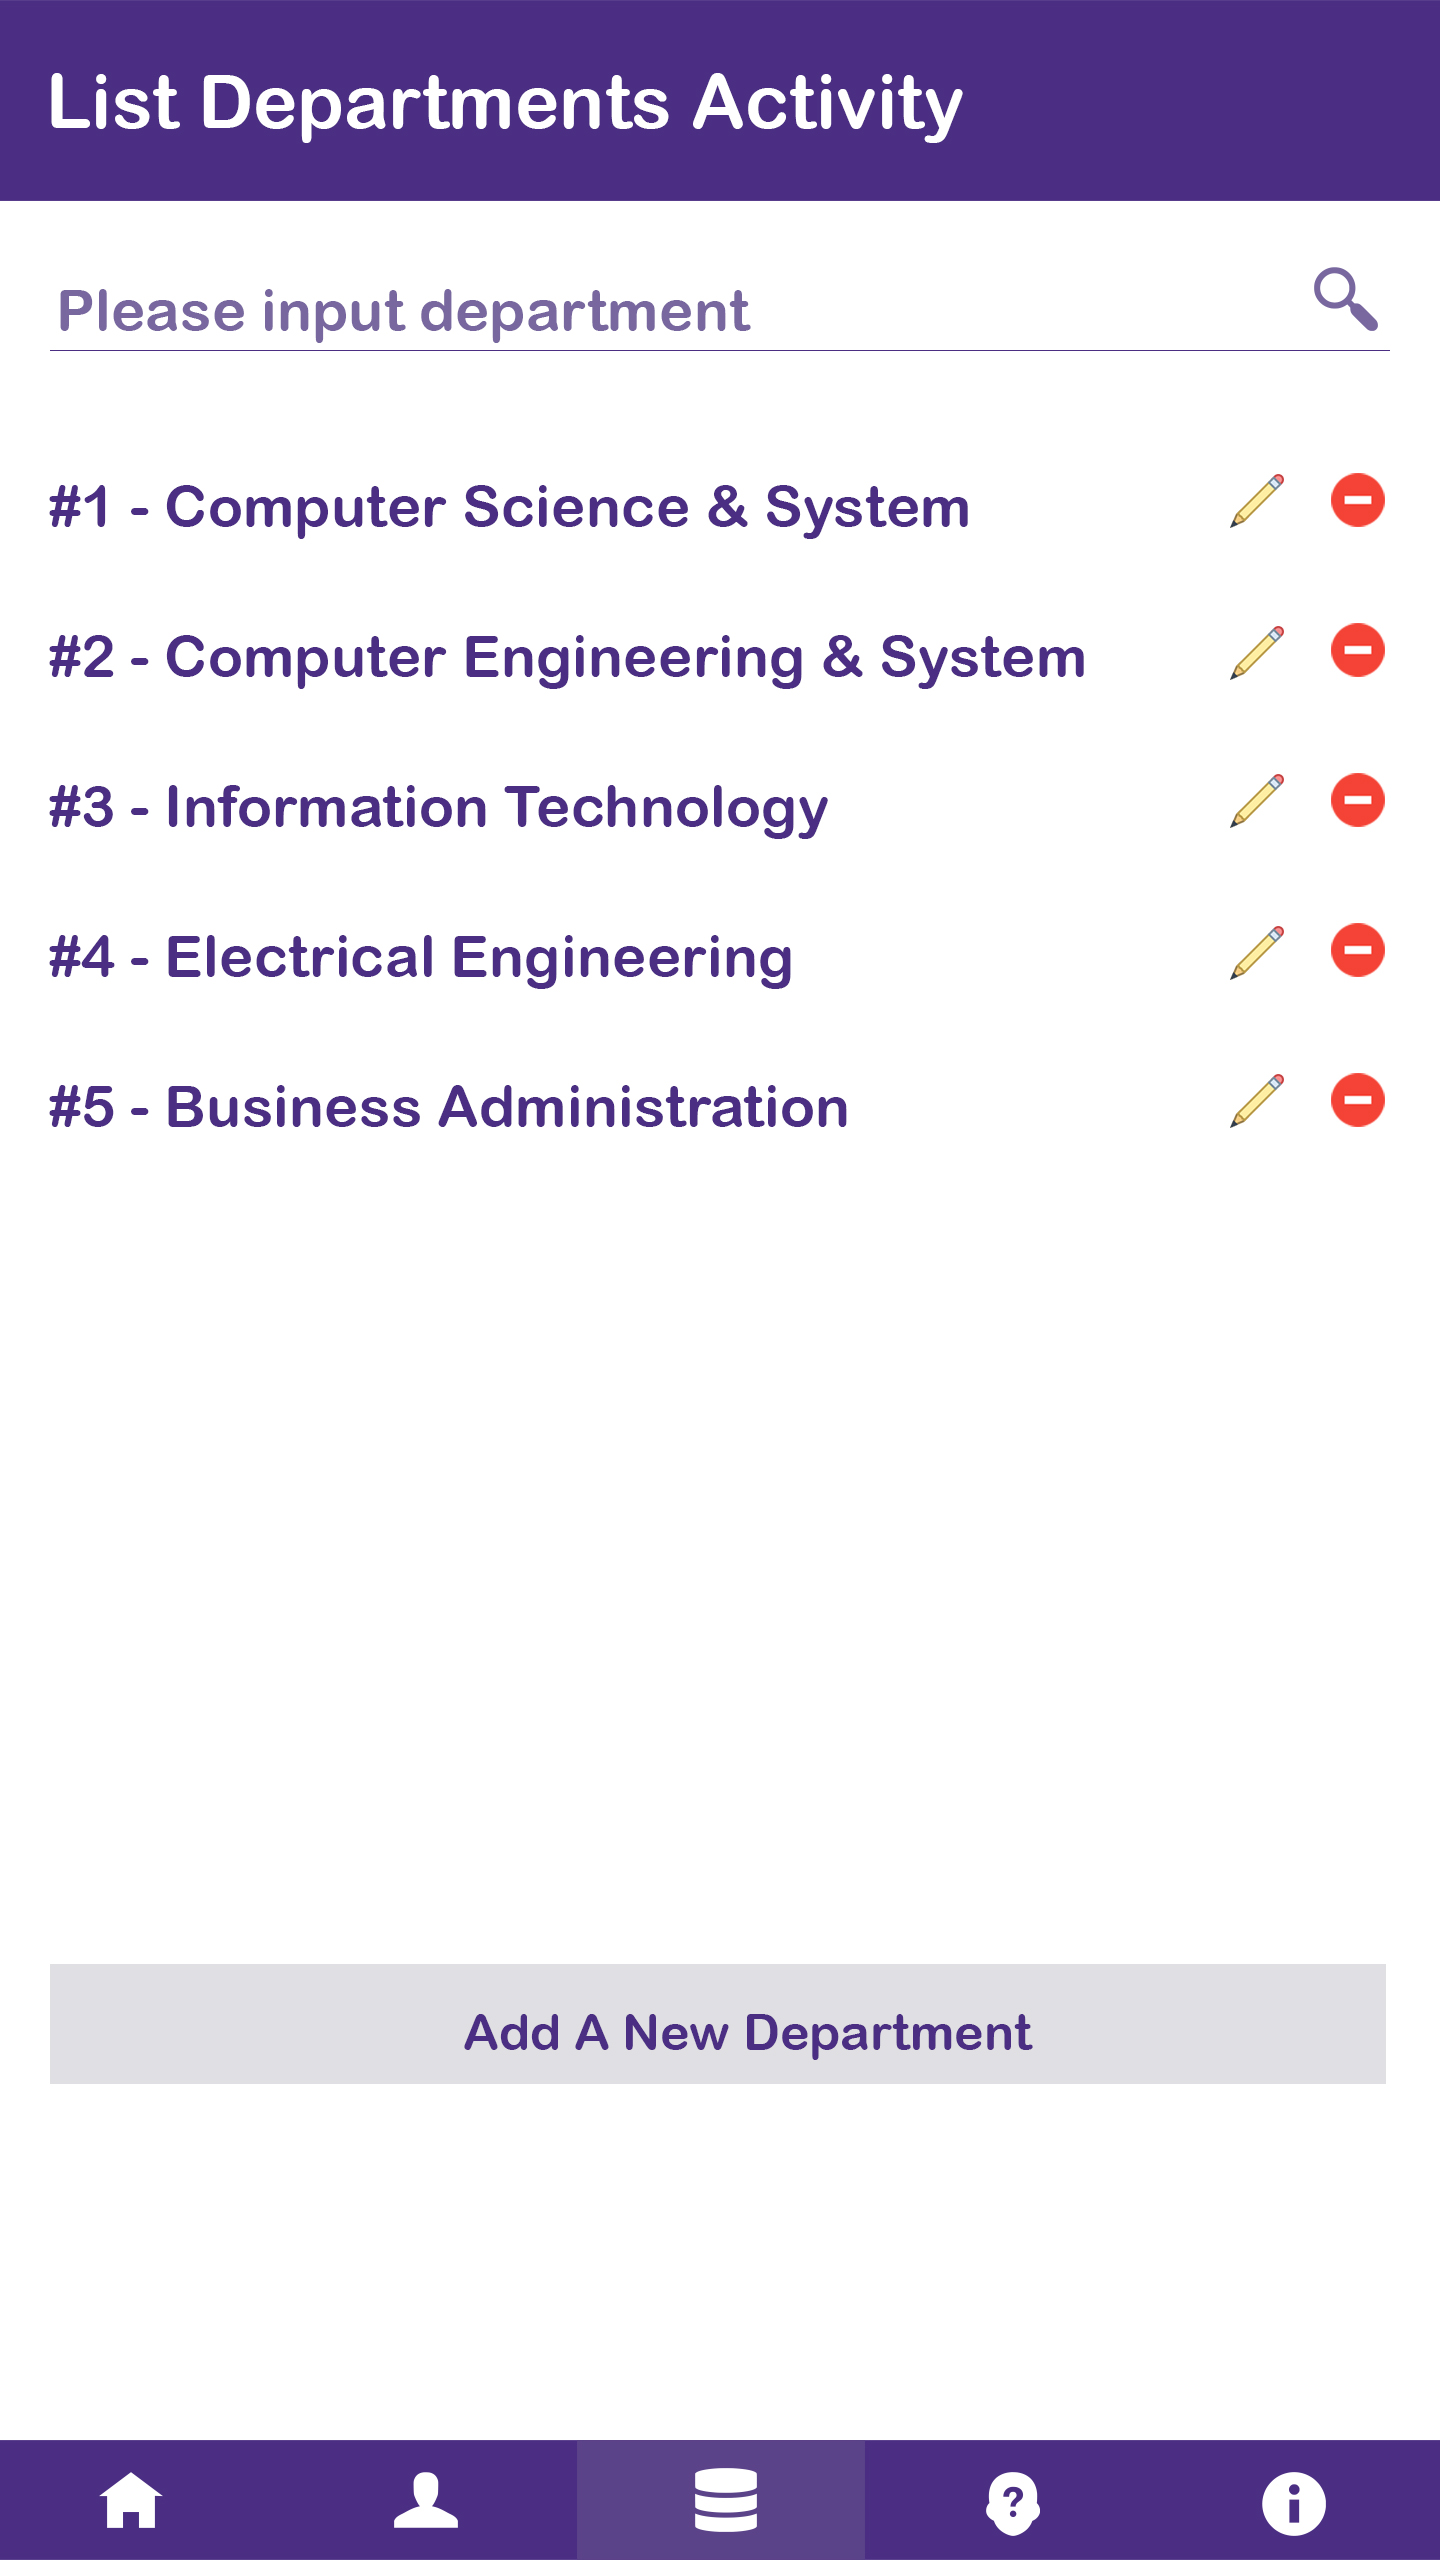 List Departments Activity
Please input department
#1 - Computer Science & System
#2 - Computer Engineering & System
#3 - Information Technology
#4 - Electrical Engineering
#5 - Business Administration
Add A New Department